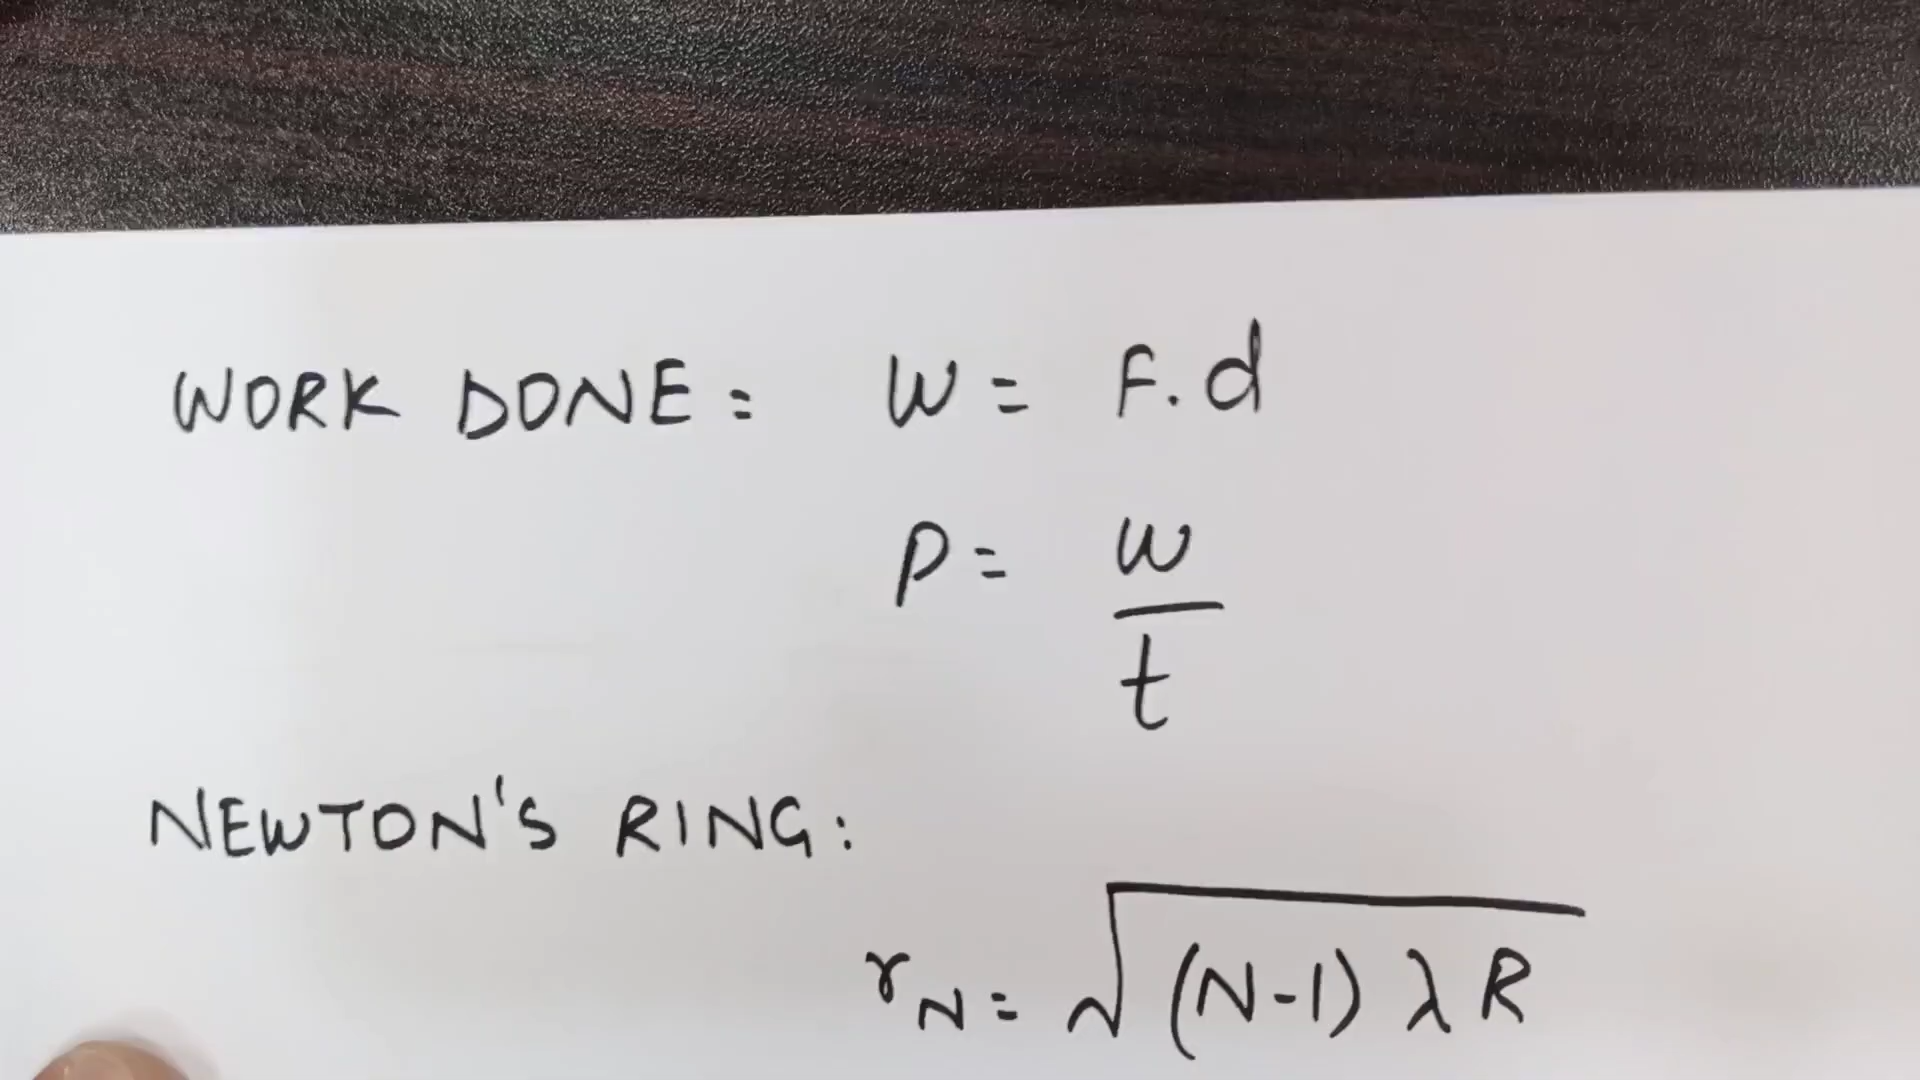 WORK DONE: W = F.d
P = W
t
NEWTON'S RING:
rN = √(N-1) λ R